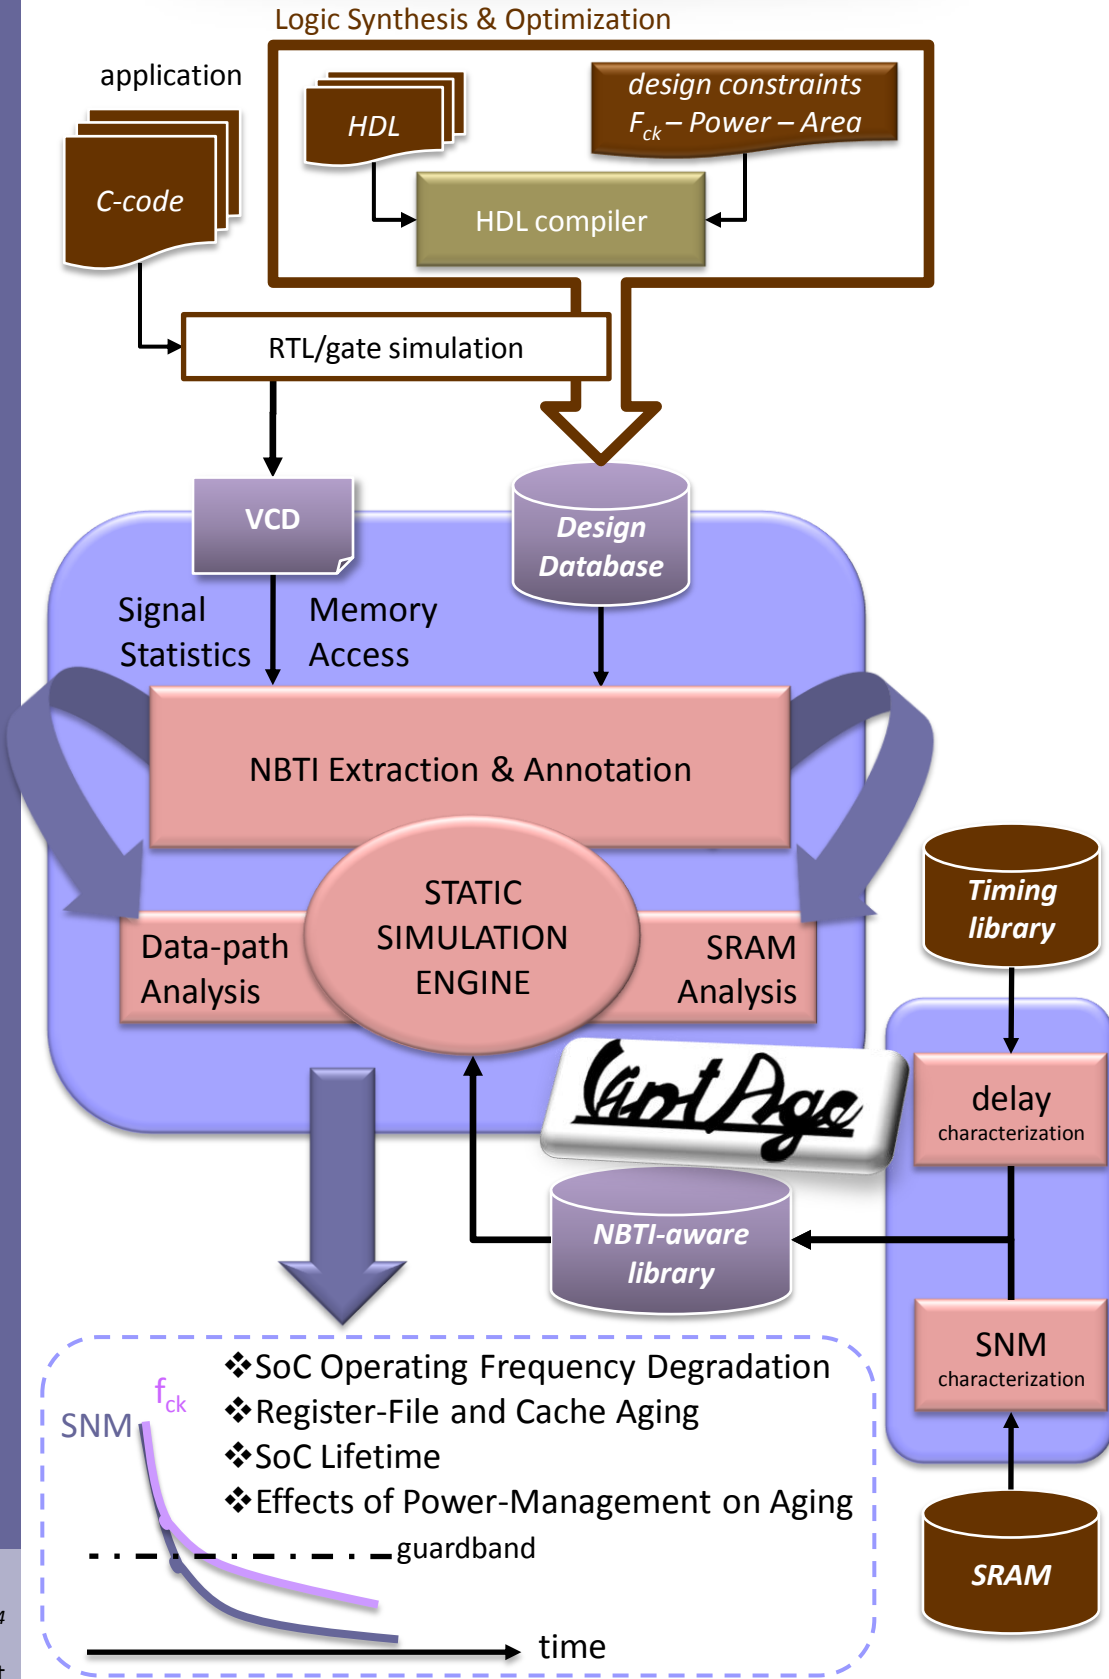 Logic Synthesis & Optimization
application
HDL
design constraints
Fck – Power – Area
C-code
HDL compiler
RTL/gate simulation
VCD
Design
Database
Signal
Statistics
Memory
Access
NBTI Extraction & Annotation
STATIC
SIMULATION
ENGINE
Data-path
Analysis
SRAM
Analysis
Timing
library
VintAge
delay
characterization
NBTI-aware
library
SNM
characterization
SRAM
❖SoC Operating Frequency Degradation
❖Register-File and Cache Aging
❖SoC Lifetime
❖Effects of Power-Management on Aging
fck
SNM
guardband
time
4
t